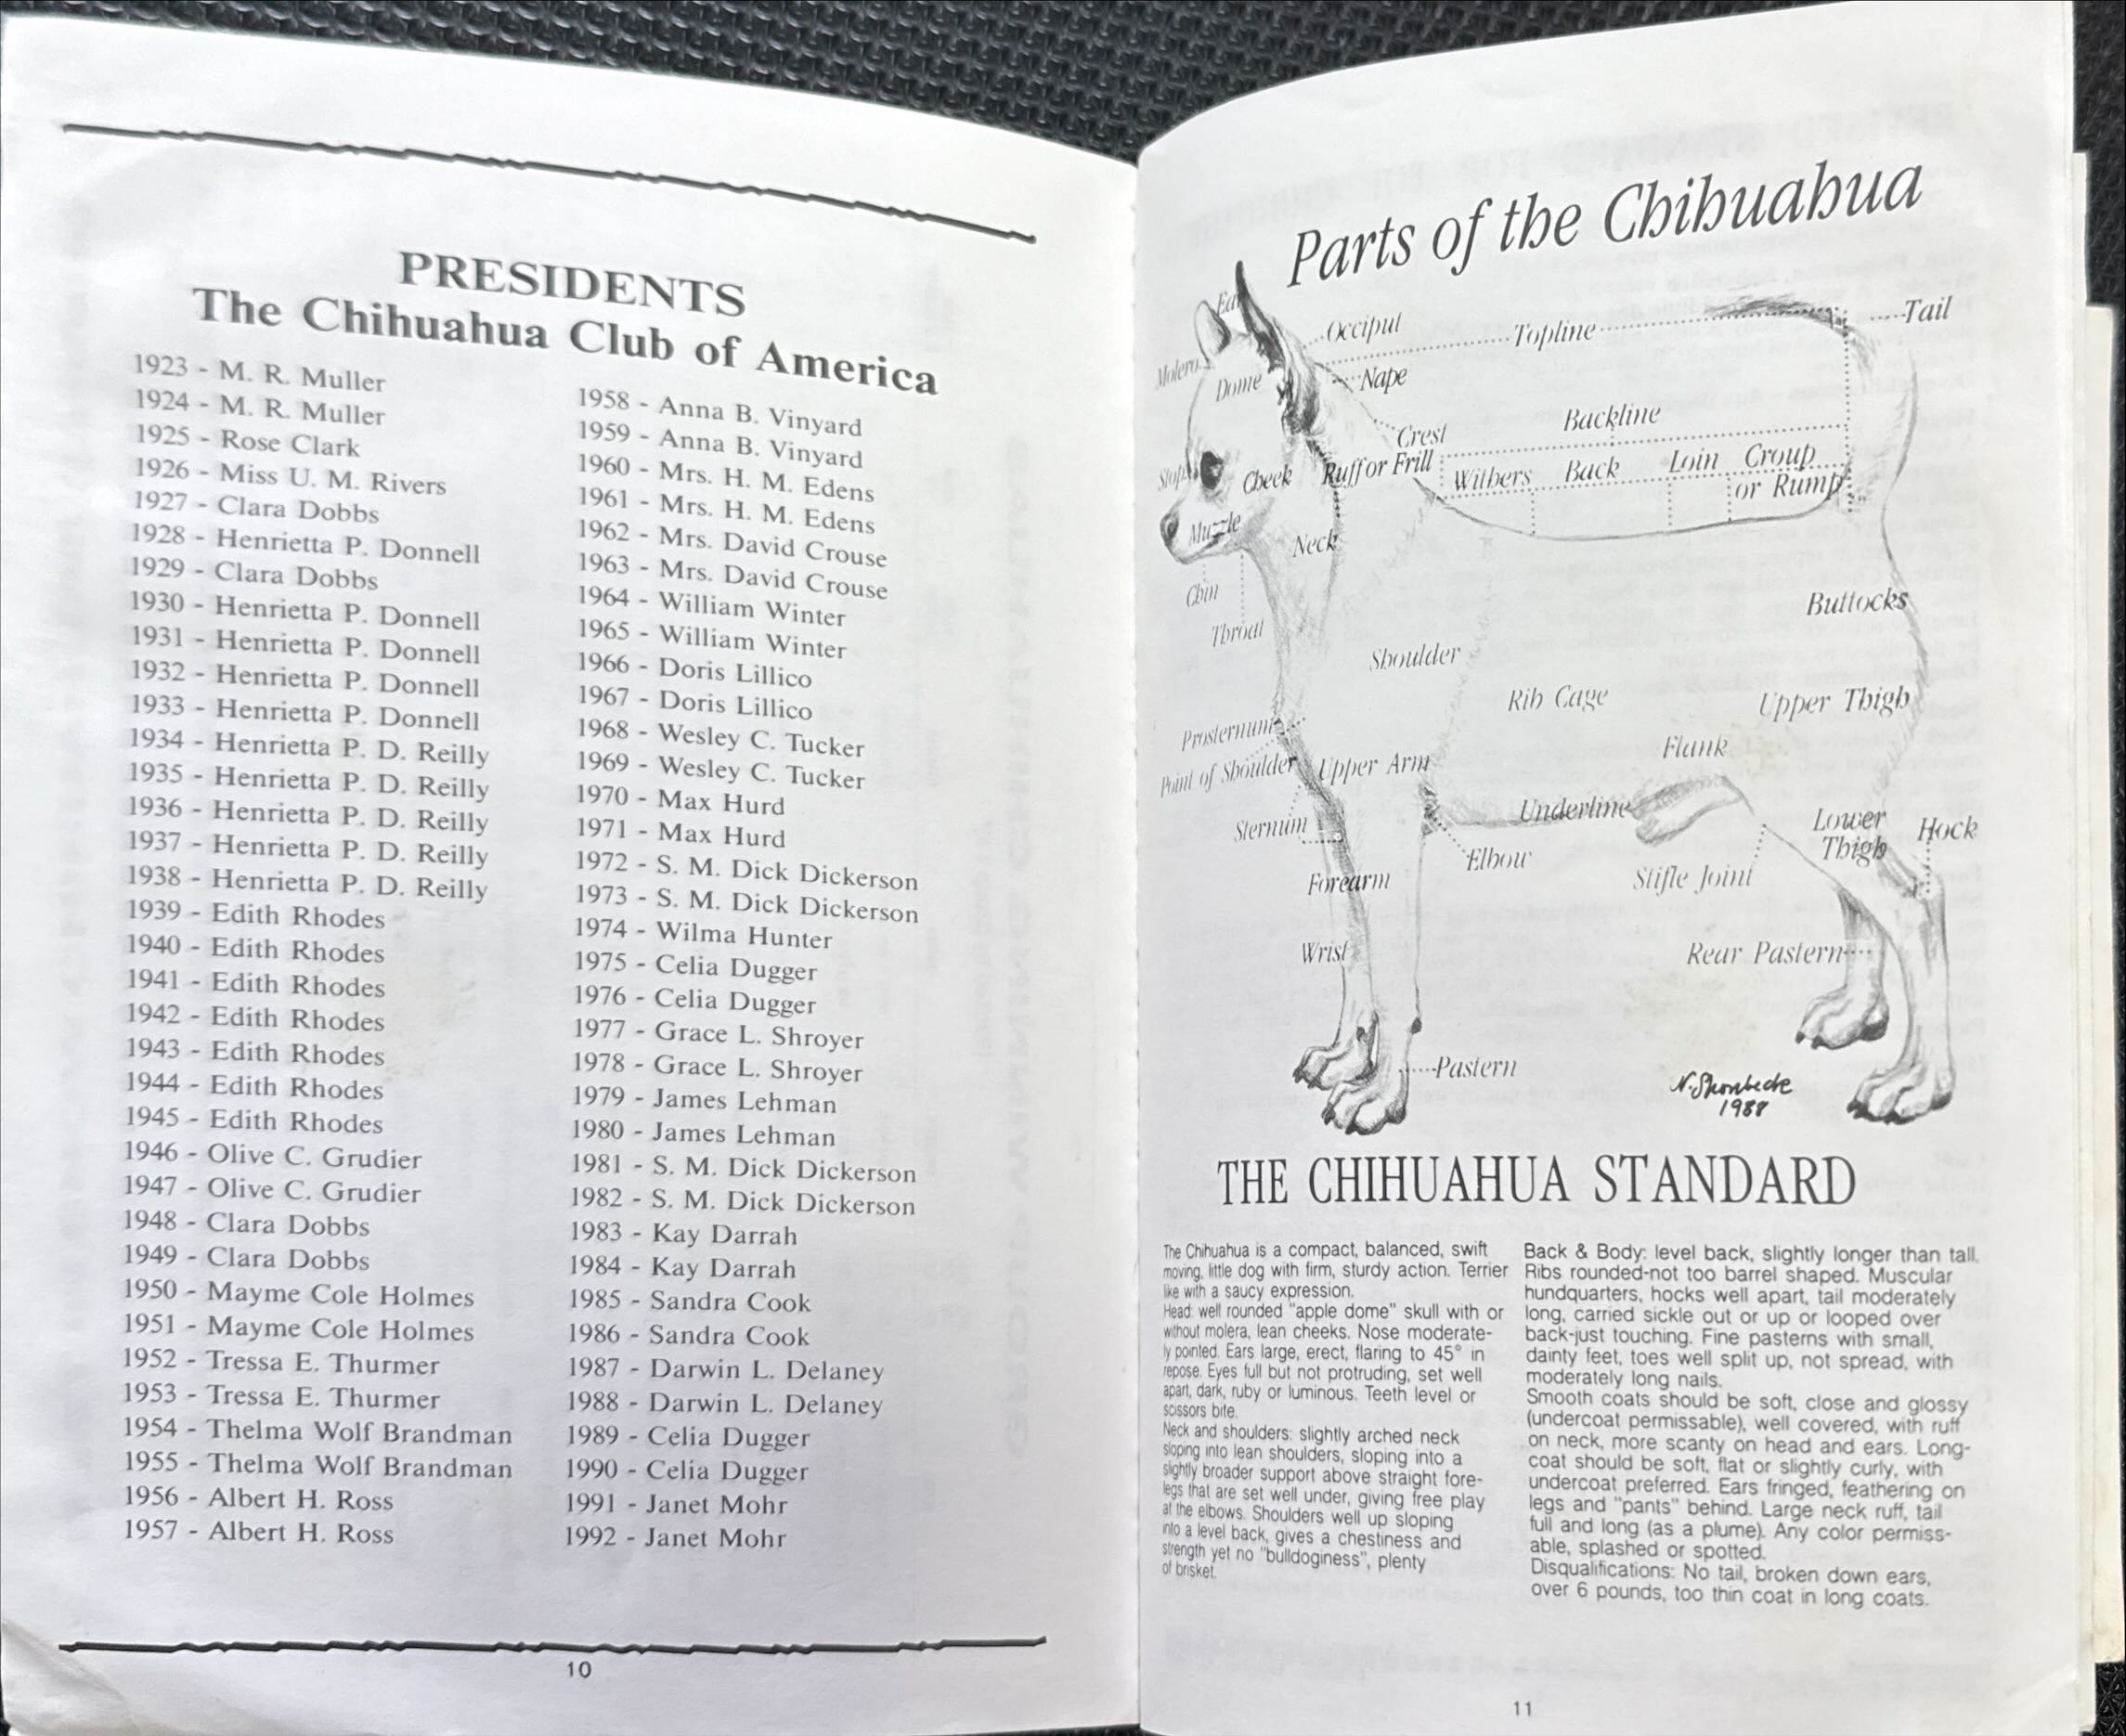 PRESIDENTS
The Chihuahua Club of America
1923 - M. R. Muller
1924 - M. R. Muller
1925 - Rose Clark
1926 - Miss U. M. Rivers
1927 - Clara Dobbs
1928 - Henrietta P. Donnell
1929 - Clara Dobbs
1930 - Henrietta P. Donnell
1931 - Henrietta P. Donnell
1932 - Henrietta P. Donnell
1933 - Henrietta P. Donnell
1934 - Henrietta P. D. Reilly
1935 - Henrietta P. D. Reilly
1936 - Henrietta P. D. Reilly
1937 - Henrietta P. D. Reilly
1938 - Henrietta P. D. Reilly
1939 - Edith Rhodes
1940 - Edith Rhodes
1941 - Edith Rhodes
1942 - Edith Rhodes
1943 - Edith Rhodes
1944 - Edith Rhodes
1945 - Edith Rhodes
1946 - Olive C. Grudier
1947 - Olive C. Grudier
1948 - Clara Dobbs
1949 - Clara Dobbs
1950 - Mayme Cole Holmes
1951 - Mayme Cole Holmes
1952 - Tressa E. Thurmer
1953 - Tressa E. Thurmer
1954 - Thelma Wolf Brandman
1955 - Thelma Wolf Brandman
1956 - Albert H. Ross
1957 - Albert H. Ross
1958 - Anna B. Vinyard
1959 - Anna B. Vinyard
1960 - Mrs. H. M. Edens
1961 - Mrs. H. M. Edens
1962 - Mrs. David Crouse
1963 - Mrs. David Crouse
1964 - William Winter
1965 - William Winter
1966 - Doris Lillico
1967 - Doris Lillico
1968 - Wesley C. Tucker
1969 - Wesley C. Tucker
1970 - Max Hurd
1971 - Max Hurd
1972 - S. M. Dick Dickerson
1973 - S. M. Dick Dickerson
1974 - Wilma Hunter
1975 - Celia Dugger
1976 - Celia Dugger
1977 - Grace L. Shroyer
1978 - Grace L. Shroyer
1979 - James Lehman
1980 - James Lehman
1981 - S. M. Dick Dickerson
1982 - S. M. Dick Dickerson
1983 - Kay Darrah
1984 - Kay Darrah
1985 - Sandra Cook
1986 - Sandra Cook
1987 - Darwin L. Delaney
1988 - Darwin L. Delaney
1989 - Celia Dugger
1990 - Celia Dugger
1991 - Janet Mohr
1992 - Janet Mohr
10
Parts of the Chihuahua
Ear
Occiput
Topline
Tail
Molero
Dome
Nape
Crest
Backline
Stop
Cheek
Ruff or Frill
Withers
Back
Loin
Croup
or Rump
Muzzle
Neck
Chin
Throat
Buttocks
Shoulder
Rib Cage
Upper Thigh
Prosternum
Point of Shoulder
Upper Arm
Flank
Sternum
Underline
Lower
Thigh
Hock
Elbow
Forearm
Stifle Joint
Wrist
Rear Pastern
Pastern
1988
THE CHIHUAHUA STANDARD
The Chihuahua is a compact, balanced, swift
moving, little dog with firm, sturdy action. Terrier
like with a saucy expression.
Head: well rounded "apple dome" skull with or
without molera, lean cheeks. Nose moderate-
ly pointed. Ears large, erect, flaring to 45° in
repose. Eyes full but not protruding, set well
apart, dark, ruby or luminous. Teeth level or
scissors bite.
Neck and shoulders: slightly arched neck
sloping into lean shoulders, sloping into a
slightly broader support above straight fore-
legs that are set well under, giving free play
at the elbows. Shoulders well up sloping
into a level back, gives a chestiness and
strength yet no "bulldoginess", plenty
of brisket.
Back & Body: level back, slightly longer than tall.
Ribs rounded-not too barrel shaped. Muscular
hundquarters, hocks well apart, tail moderately
long, carried sickle out or up or looped over
back-just touching. Fine pasterns with small,
dainty feet, toes well split up, not spread, with
moderately long nails.
Smooth coats should be soft, close and glossy
(undercoat permissable), well covered, with ruff
on neck, more scanty on head and ears. Long-
coat should be soft, flat or slightly curly, with
undercoat preferred. Ears fringed, feathering on
legs and "pants" behind. Large neck ruff, tail
full and long (as a plume). Any color permiss-
able, splashed or spotted.
Disqualifications: No tail, broken down ears,
over 6 pounds, too thin coat in long coats.
11